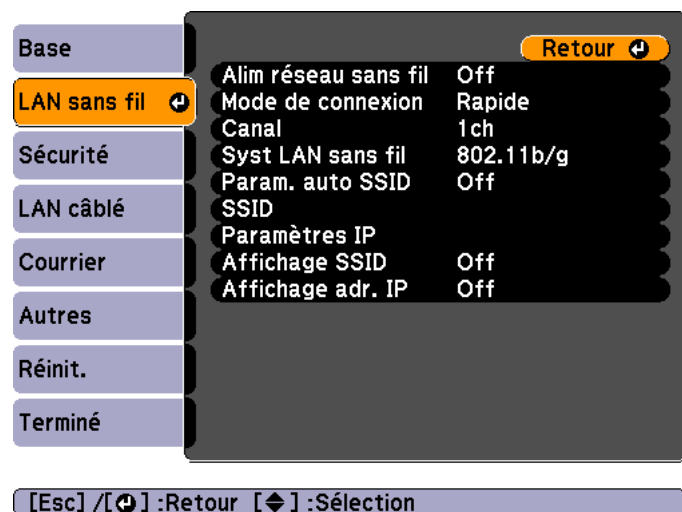 Base
LAN sans fil
Sécurité
LAN câblé
Courrier
Autres
Réinit.
Terminé
Retour
Alim réseau sans fil Off
Mode de connexion Rapide
Canal 1ch
Syst LAN sans fil 802.11b/g
Param. auto SSID Off
SSID
Paramètres IP
Affichage SSID Off
Affichage adr. IP Off
[Esc] /[⏎] :Retour [◆] :Sélection